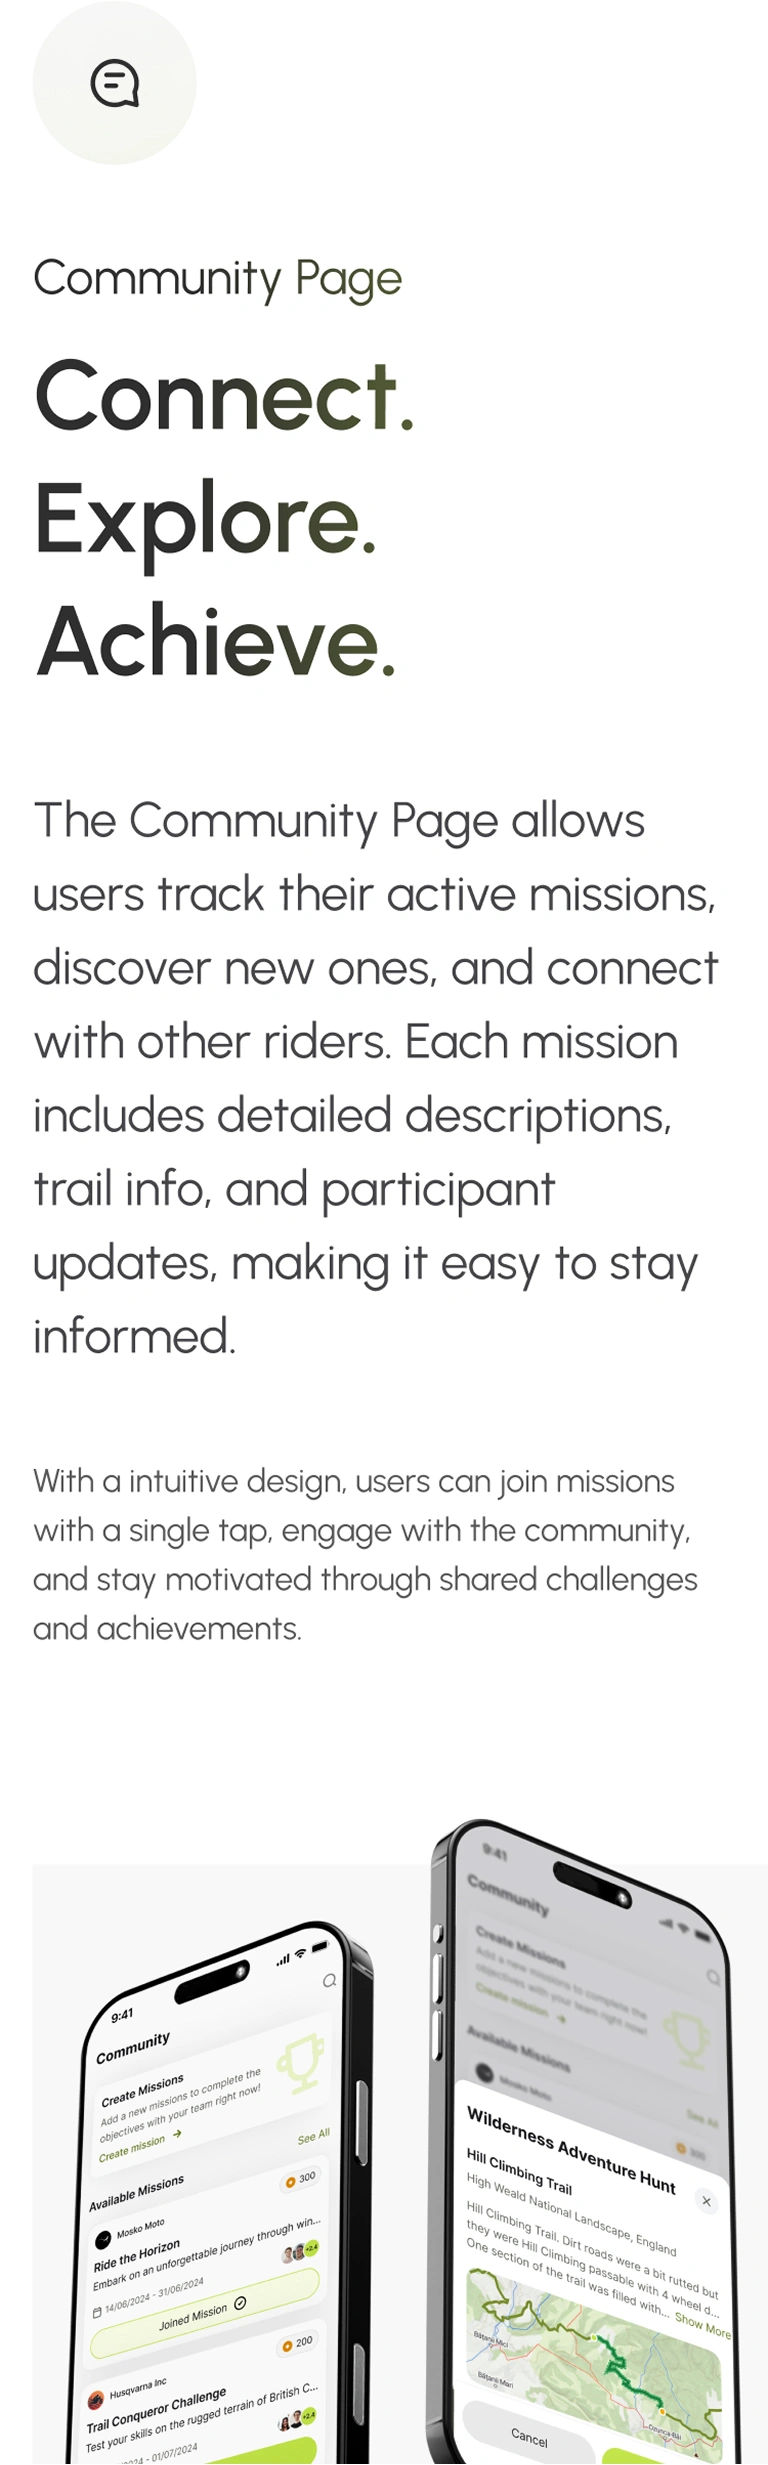 Community Page
Connect.
Explore.
Achieve.
The Community Page allows
users track their active missions,
discover new ones, and connect
with other riders. Each mission
includes detailed descriptions,
trail info, and participant
updates, making it easy to stay
informed.
With a intuitive design, users can join missions
with a single tap, engage with the community,
and stay motivated through shared challenges
and achievements.
9:41
Community
Create Missions
Add a new missions to complete the
objectives with your team right now!
Create mission
See All
Available Missions
300
Mosko Moto
Ride the Horizon
Embark on an unforgettable journey through win...
+2.4
14/06/2024 - 31/06/2024
Joined Mission
200
Husqvarna Inc
Trail Conqueror Challenge
Test your skills on the rugged terrain of British C...
+2.4
2024 - 01/07/2024
9:41
Community
Create Missions
Add a new missions to complete the
objectives with your team right now!
Create mission
Available Missions
See All
Mosko Moto
300
Wilderness Adventure Hunt
Hill Climbing Trail
High Weald National Landscape, England
Hill Climbing Trail. Dirt roads were a bit rutted but
they were Hill Climbing passable with 4 wheel d...
One section of the trail was filled with... Show More
Bățanii Mici
Bățanii Mari
Cancel